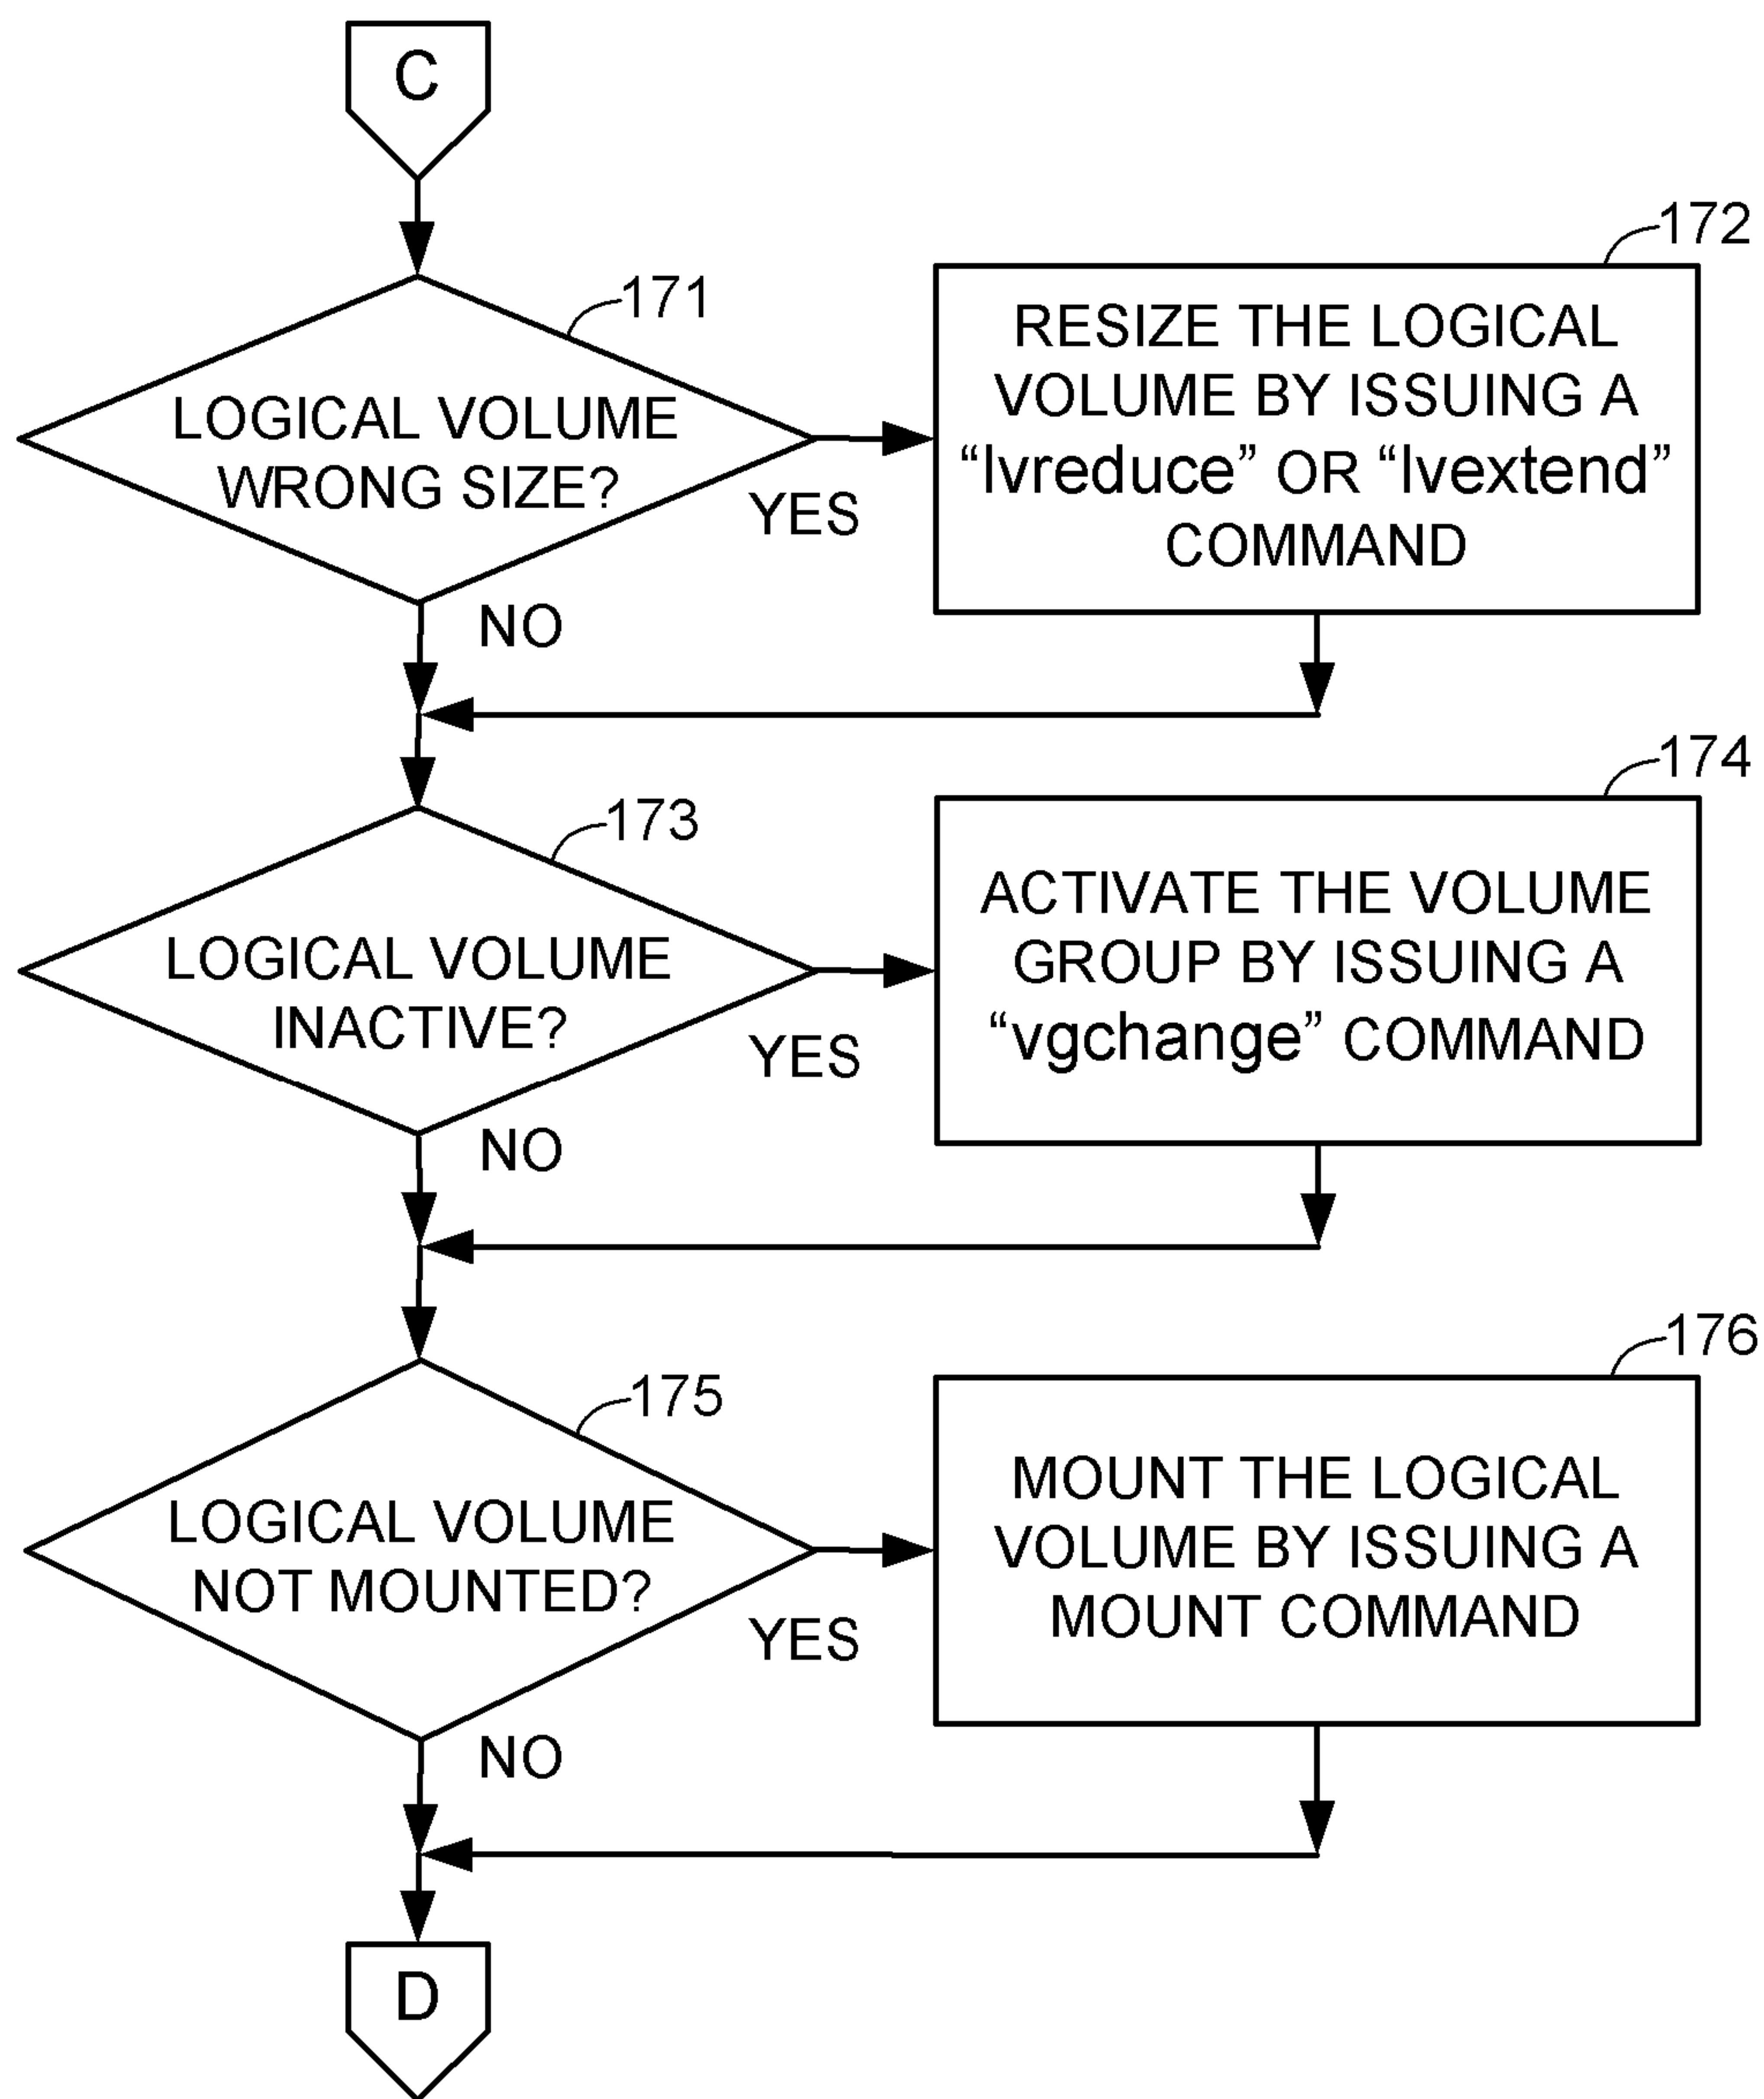 C
171
LOGICAL VOLUME
WRONG SIZE?
YES
NO
172
RESIZE THE LOGICAL
VOLUME BY ISSUING A
“lvreduce” OR “lvextend”
COMMAND
173
LOGICAL VOLUME
INACTIVE?
YES
NO
174
ACTIVATE THE VOLUME
GROUP BY ISSUING A
“vgchange” COMMAND
175
LOGICAL VOLUME
NOT MOUNTED?
YES
NO
176
MOUNT THE LOGICAL
VOLUME BY ISSUING A
MOUNT COMMAND
D